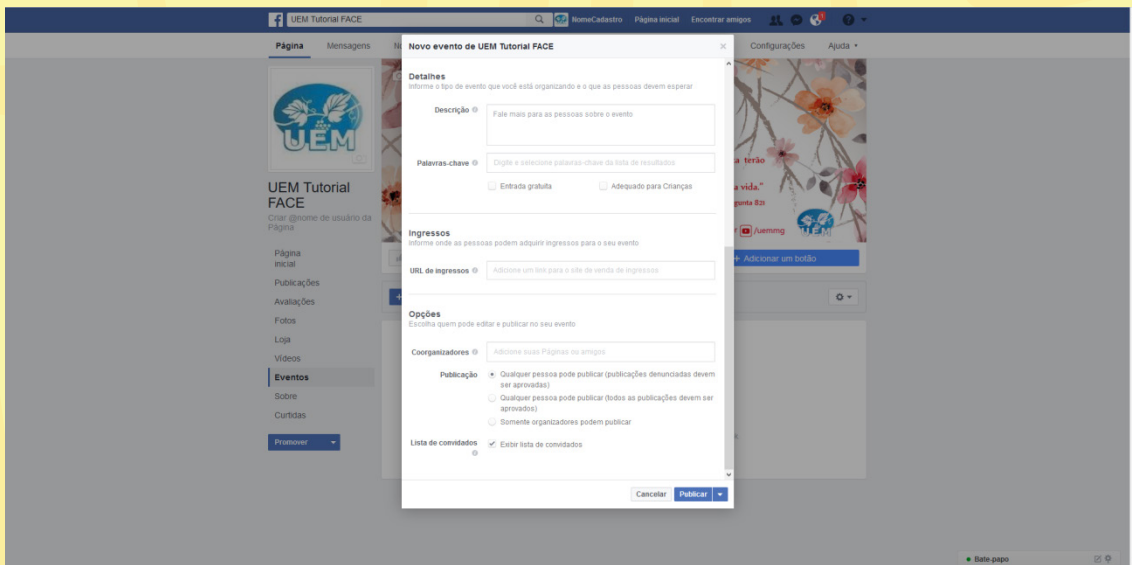 UEM Tutorial FACE
NomeCadastro Página inicial Encontrar amigos
Página Mensagens
Configurações Ajuda
Novo evento de UEM Tutorial FACE
Detalhes
Informe o tipo de evento que você está organizando e o que as pessoas devem esperar
Descrição
Fale mais para as pessoas sobre o evento
Palavras-chave
Digite e selecione palavras-chave da lista de resultados
Entrada gratuita
Adequado para Crianças
Ingressos
Informe onde as pessoas podem adquirir ingressos para o seu evento
URL de ingressos
Adicione um link para o site de venda de ingressos
Opções
Escolha quem pode editar e publicar no seu evento
Coorganizadores
Adicione suas Páginas ou amigos
Publicação
Qualquer pessoa pode publicar (publicações denunciadas devem
ser aprovadas)
Qualquer pessoa pode publicar (todos as publicações devem ser
aprovados)
Somente organizadores podem publicar
Lista de convidados
Exibir lista de convidados
Cancelar Publicar
UEM
UEM Tutorial
FACE
Criar @nome de usuário da
Página
Página
inicial
Publicações
Avaliações
Fotos
Loja
Vídeos
Eventos
Sobre
Curtidas
Promover
terão
a vida."
/uemmg
UEM
+ Adicionar um botão
Bate-papo